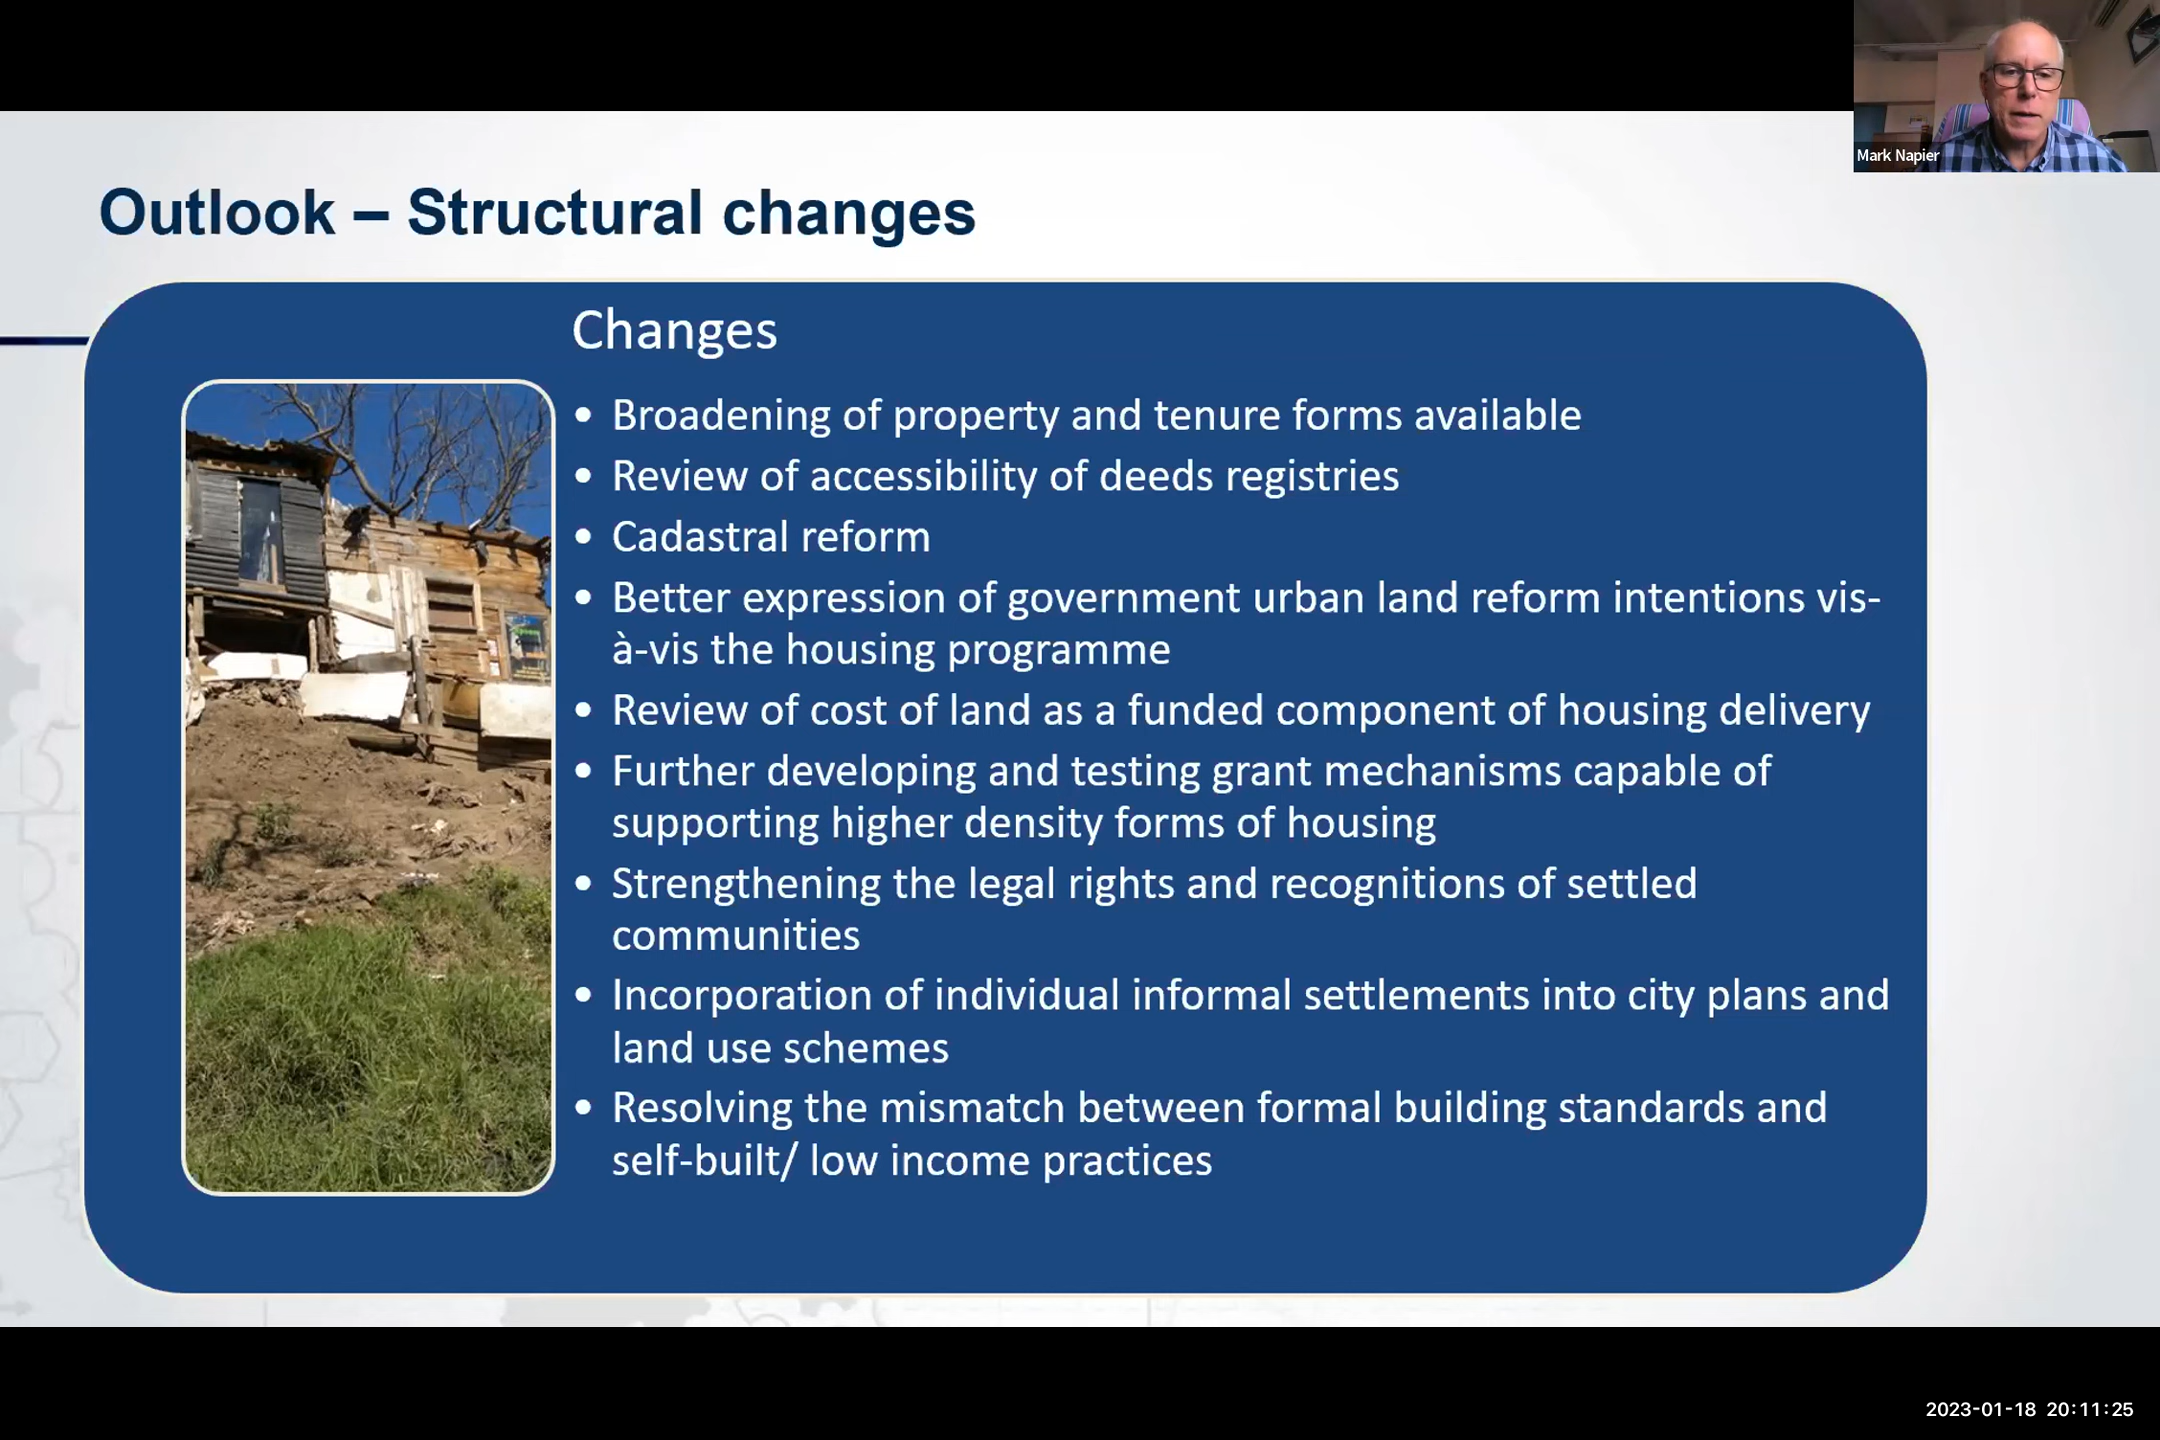 Mark Napier
Outlook – Structural changes
Changes
• Broadening of property and tenure forms available
• Review of accessibility of deeds registries
• Cadastral reform
• Better expression of government urban land reform intentions vis-
à-vis the housing programme
• Review of cost of land as a funded component of housing delivery
• Further developing and testing grant mechanisms capable of
supporting higher density forms of housing
• Strengthening the legal rights and recognitions of settled
communities
• Incorporation of individual informal settlements into city plans and
land use schemes
• Resolving the mismatch between formal building standards and
self-built/ low income practices
2023-01-18 20:11:25